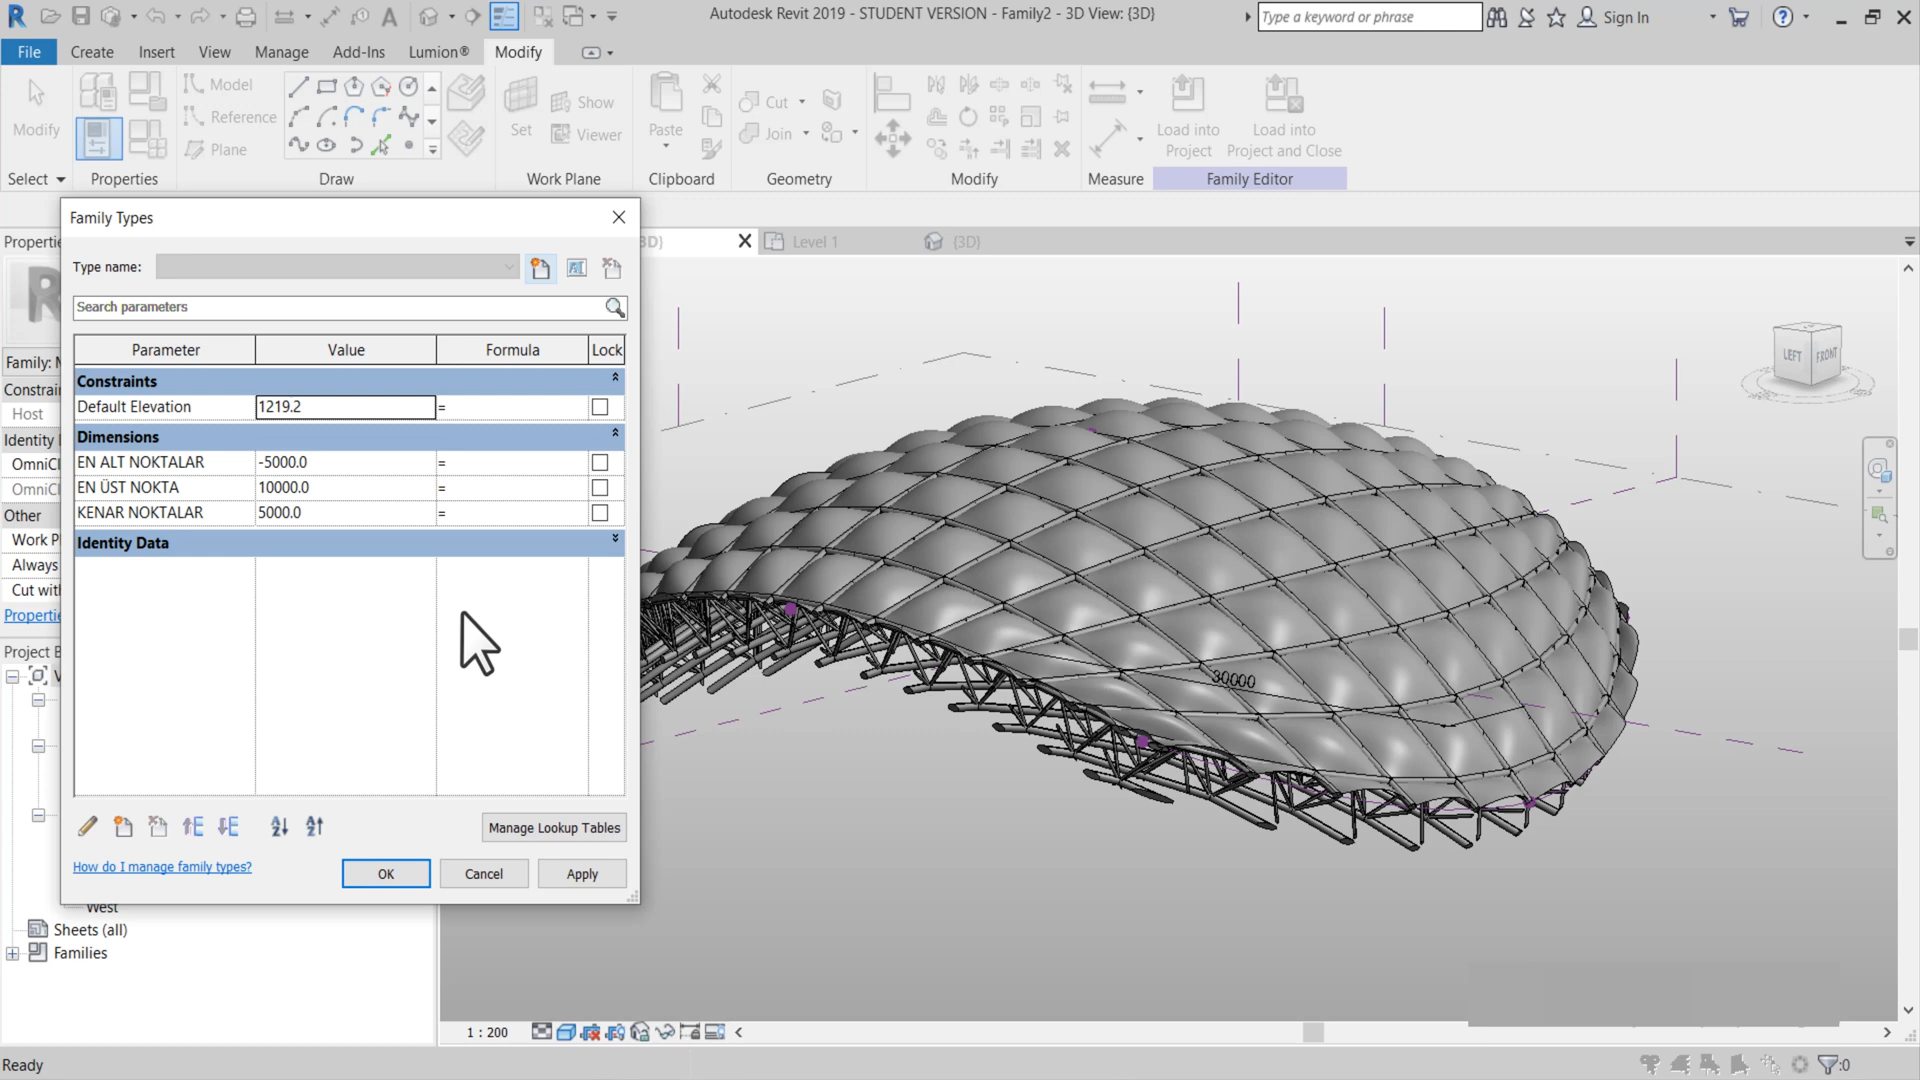 Autodesk Revit 2019 - STUDENT VERSION - Family2 - 3D View: {3D}
Type a keyword or phrase
Sign In
File Create Insert View Manage Add-Ins Lumion® Modify
Modify
Model
Reference
Plane
Set
Show
Viewer
Paste
Cut
Join
Load into
Project
Load into
Project and Close
Select Properties Draw Work Plane Clipboard Geometry Modify Measure Family Editor
Family Types
3D)
Level 1
{3D}
Type name:
Search parameters
Parameter Value Formula Lock
Constraints
Default Elevation 1219.2 =
Dimensions
EN ALT NOKTALAR -5000.0 =
EN ÜST NOKTA 10000.0 =
KENAR NOKTALAR 5000.0 =
Identity Data
Manage Lookup Tables
How do I manage family types?
OK Cancel Apply
Properti
Family: M
Constrai
Host
Identity I
OmniCl
OmniCl
Other
Work P
Always
Cut wit
Properti
Project B
West
Sheets (all)
Families
LEFT FRONT
30000
1 : 200
Ready
:0